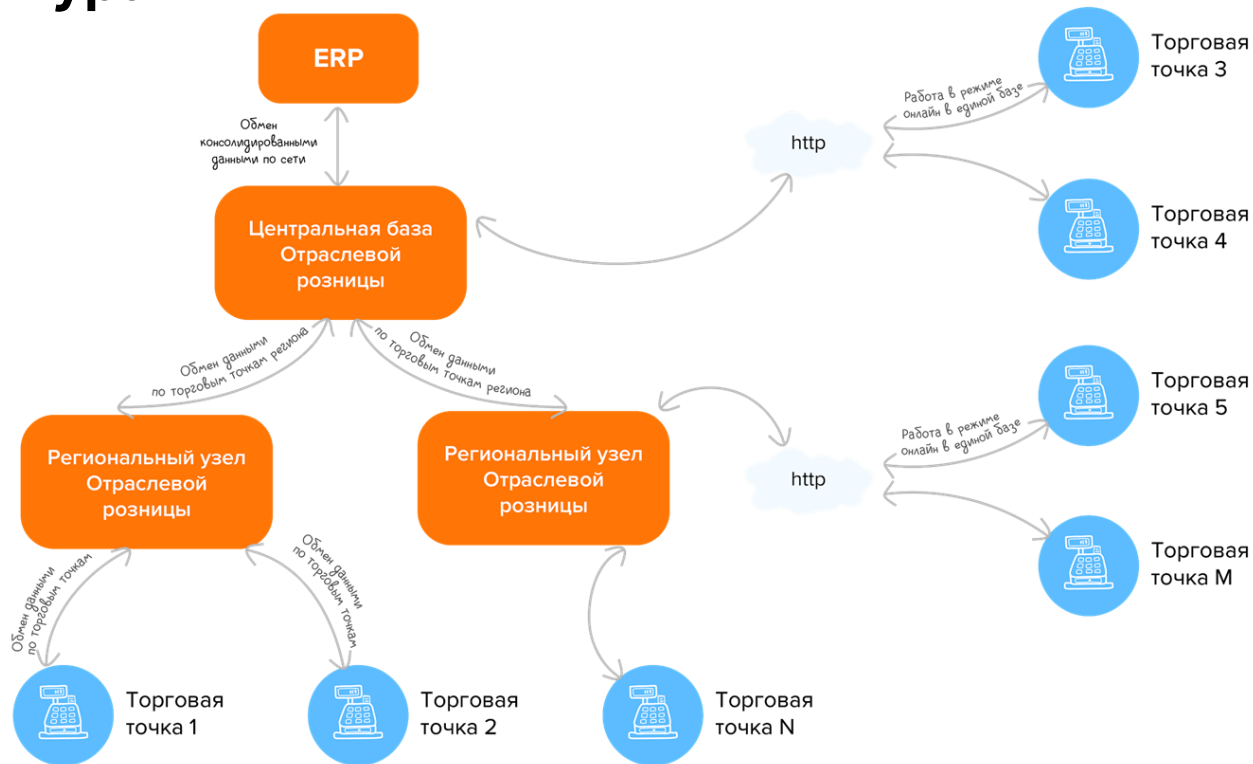 ERP
Обмен
консолидированными
данными по сети
Центральная база
Отраслевой
розницы
http
Работа в режиме
онлайн в единой базе
Торговая
точка 3
Торговая
точка 4
Обмен данными
по торговым точкам региона
Обмен данными
по торговым точкам региона
Региональный узел
Отраслевой
розницы
Региональный узел
Отраслевой
розницы
http
Работа в режиме
онлайн в единой базе
Торговая
точка 5
Торговая
точка M
Обмен данными
по торговым точкам
Обмен данными
по торговым точкам
Торговая
точка 1
Торговая
точка 2
Торговая
точка N